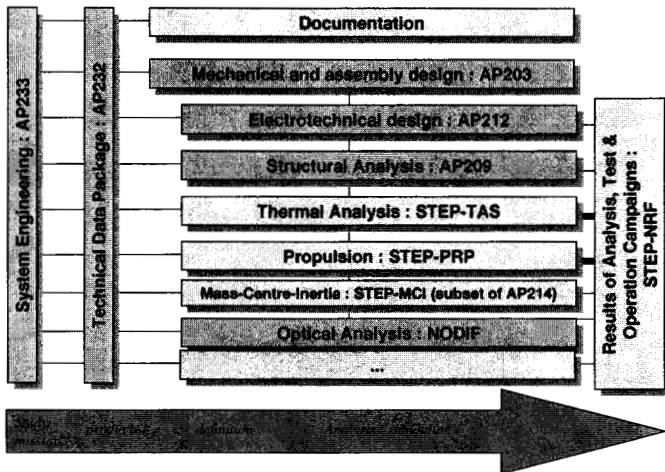 Documentation
System Engineering : AP233
Technical Data Package : AP232
Mechanical and assembly design : AP203
Electrotechnical design : AP212
Structural Analysis : AP209
Thermal Analysis : STEP-TAS
Propulsion : STEP-PRP
Mass-Centre-Inertia : STEP-MCI (subset of AP214)
Optical Analysis : NODIF
...
Results of Analysis, Test &
Operation Campaigns :
STEP-NRF
Study
definition